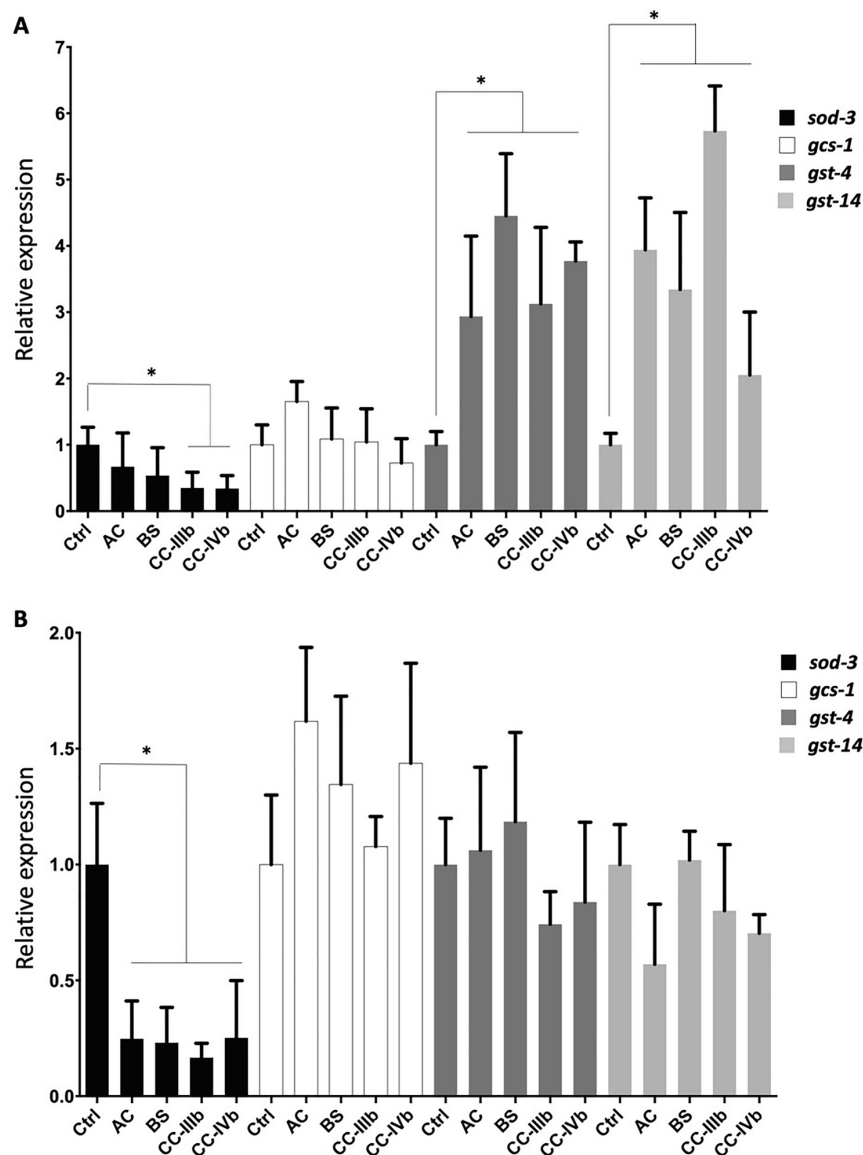 A
*
*
*
7
6
5
4
3
2
1
0
Relative expression
sod-3
gcs-1
gst-4
gst-14
Ctrl AC BS CC-IIIb CC-IVb Ctrl AC BS CC-IIIb CC-IVb Ctrl AC BS CC-IIIb CC-IVb Ctrl AC BS CC-IIIb CC-IVb
B
*
2.0
1.5
1.0
0.5
0.0
Relative expression
sod-3
gcs-1
gst-4
gst-14
Ctrl AC BS CC-IIIb CC-IVb Ctrl AC BS CC-IIIb CC-IVb Ctrl AC BS CC-IIIb CC-IVb Ctrl AC BS CC-IIIb CC-IVb